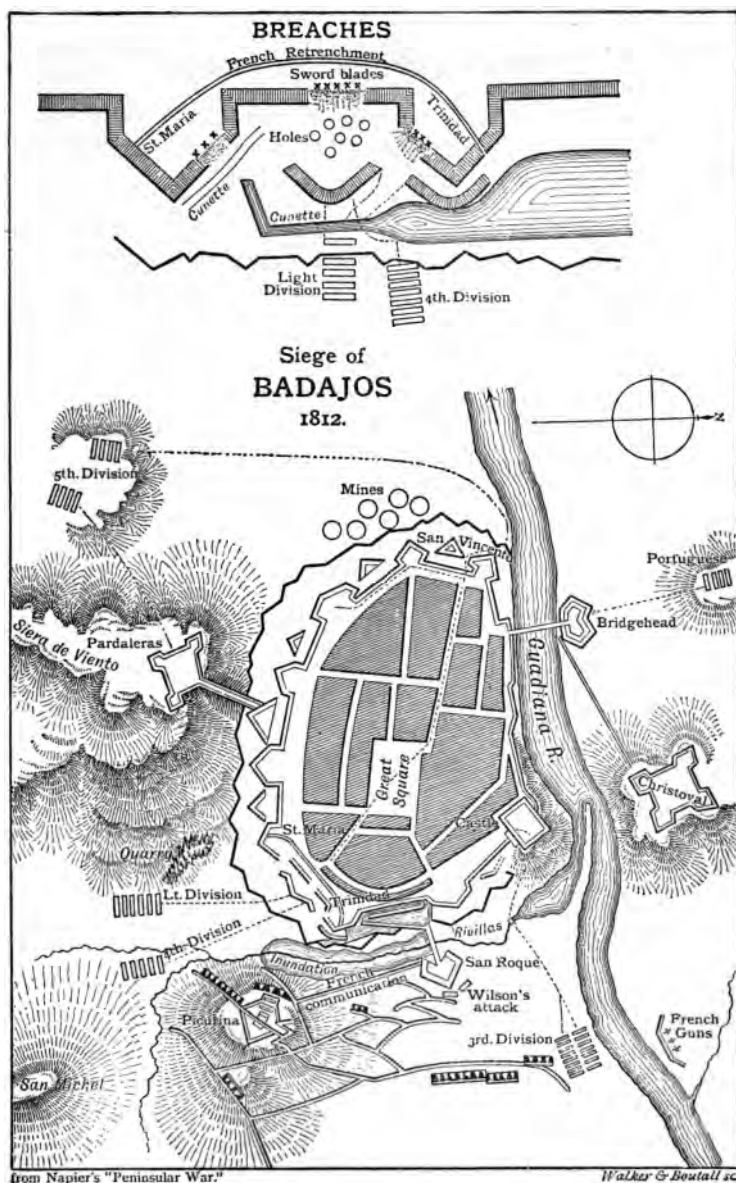 BREACHES
French Retrenchment
Sword blades
St. Maria
Trinidad
Holes
Cunette
Cunette
Light
Division
4th. Division
Siege of
BADAJOS
1812.
N
5th. Division
Mines
San Vincente
Portuguese
Bridgehead
Siera de Viento
Pardaleras
Guadiana R.
Great
Square
Christoval
St. Maria
Castle
Quarry
Lt. Division
Trinidad
4th. Division
Rivillas
Inundation
San Roque
French
communication
Wilson's
attack
Picurina
3rd. Division
French
Guns
San Michel
from Napier's "Peninsular War."
Walker & Boutall sc